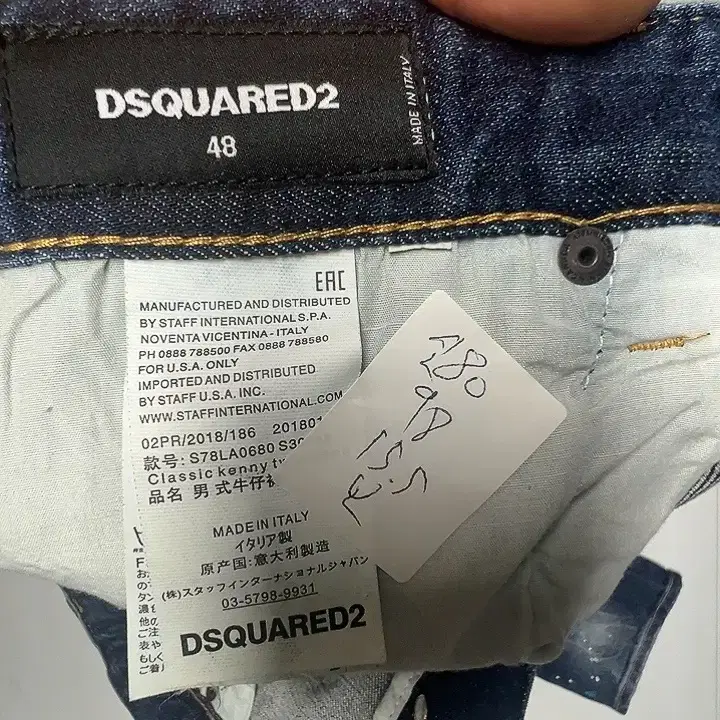 DSQUARED2
48
MADE IN ITALY
EAC
MANUFACTURED AND DISTRIBUTED
BY STAFF INTERNATIONAL S.P.A.
NOVENTA VICENTINA - ITALY
PH 0888 788500 FAX 0888 788580
FOR U.S.A. ONLY
IMPORTED AND DISTRIBUTED
BY STAFF U.S.A. INC.
WWW.STAFFINTERNATIONAL.COM
02PR/2018/186 20180
款号: S78LA0680
Classic kenny
品名 男 式牛仔
MADE IN ITALY
イタリア製
原产国: 意大利制造
(株)スタッフインターナショナルジャパン
03-5798-9931
DSQUARED2
A80